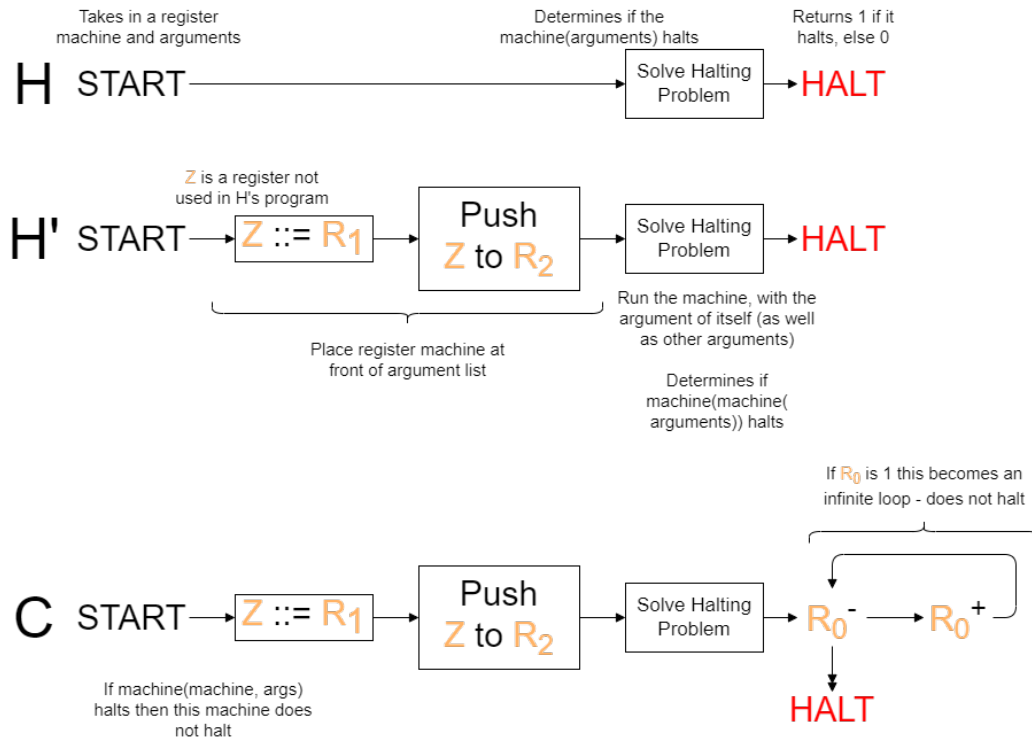 Takes in a register
machine and arguments
Determines if the
machine(arguments) halts
Returns 1 if it
halts, else 0
H START
Solve Halting
Problem
HALT
Z is a register not
used in H's program
H' START
Z ::= R1
Push
Z to R2
Solve Halting
Problem
HALT
Place register machine at
front of argument list
Run the machine, with the
argument of itself (as well
as other arguments)
Determines if
machine(machine(
arguments)) halts
If R0 is 1 this becomes an
infinite loop - does not halt
C START
Z ::= R1
Push
Z to R2
Solve Halting
Problem
R0-
R0+
HALT
If machine(machine, args)
halts then this machine does
not halt